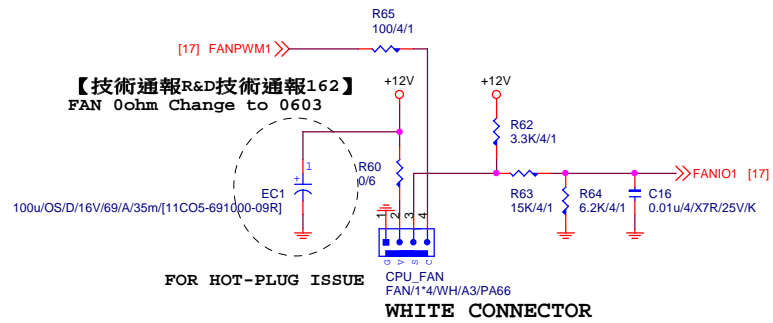 R65
100/4/1
[17] FANPWM1
【技術通報R&D技術通報162】
FAN 0ohm Change to 0603
+12V
+12V
R62
3.3K/4/1
1
+
EC1
100u/OS/D/16V/69/A/35m/[11CO5-691000-09R]
R60
0/6
FANIO1 [17]
R63
15K/4/1
R64
6.2K/4/1
C16
0.01u/4/X7R/25V/K
1 2 3 4
G V S C
CPU_FAN
FAN/1*4/WH/A3/PA66
FOR HOT-PLUG ISSUE
WHITE CONNECTOR